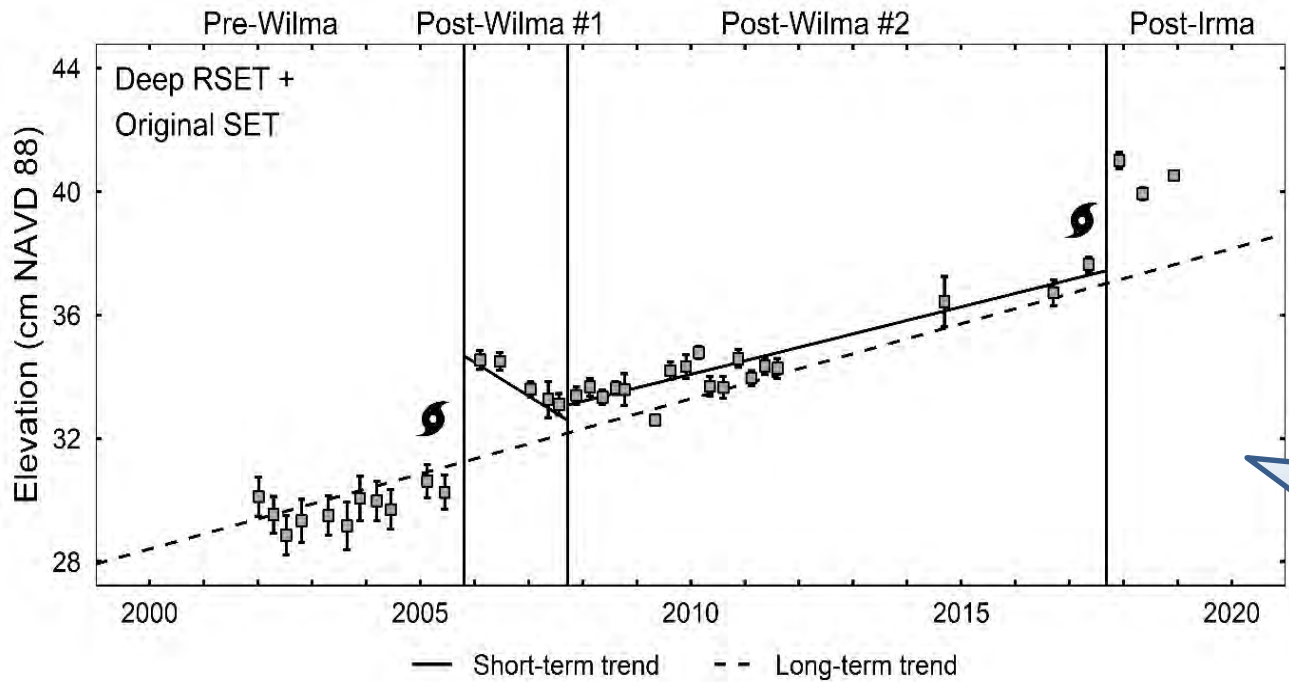 Pre-Wilma Post-Wilma #1 Post-Wilma #2 Post-Irma
Deep RSET +
Original SET
Elevation (cm NAVD 88)
44
40
36
32
28
2000 2005 2010 2015 2020
Short-term trend Long-term trend